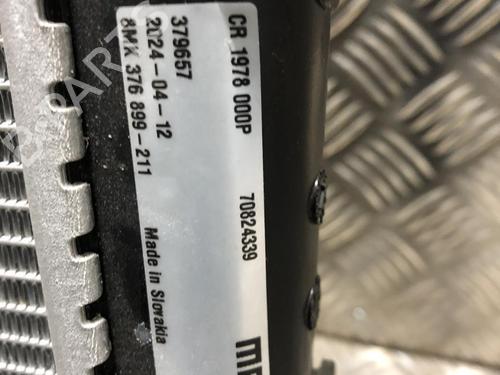 CR 1978 000P 70824339
379657
2024-04-12
8MK 376 899-211 Made in Slovakia